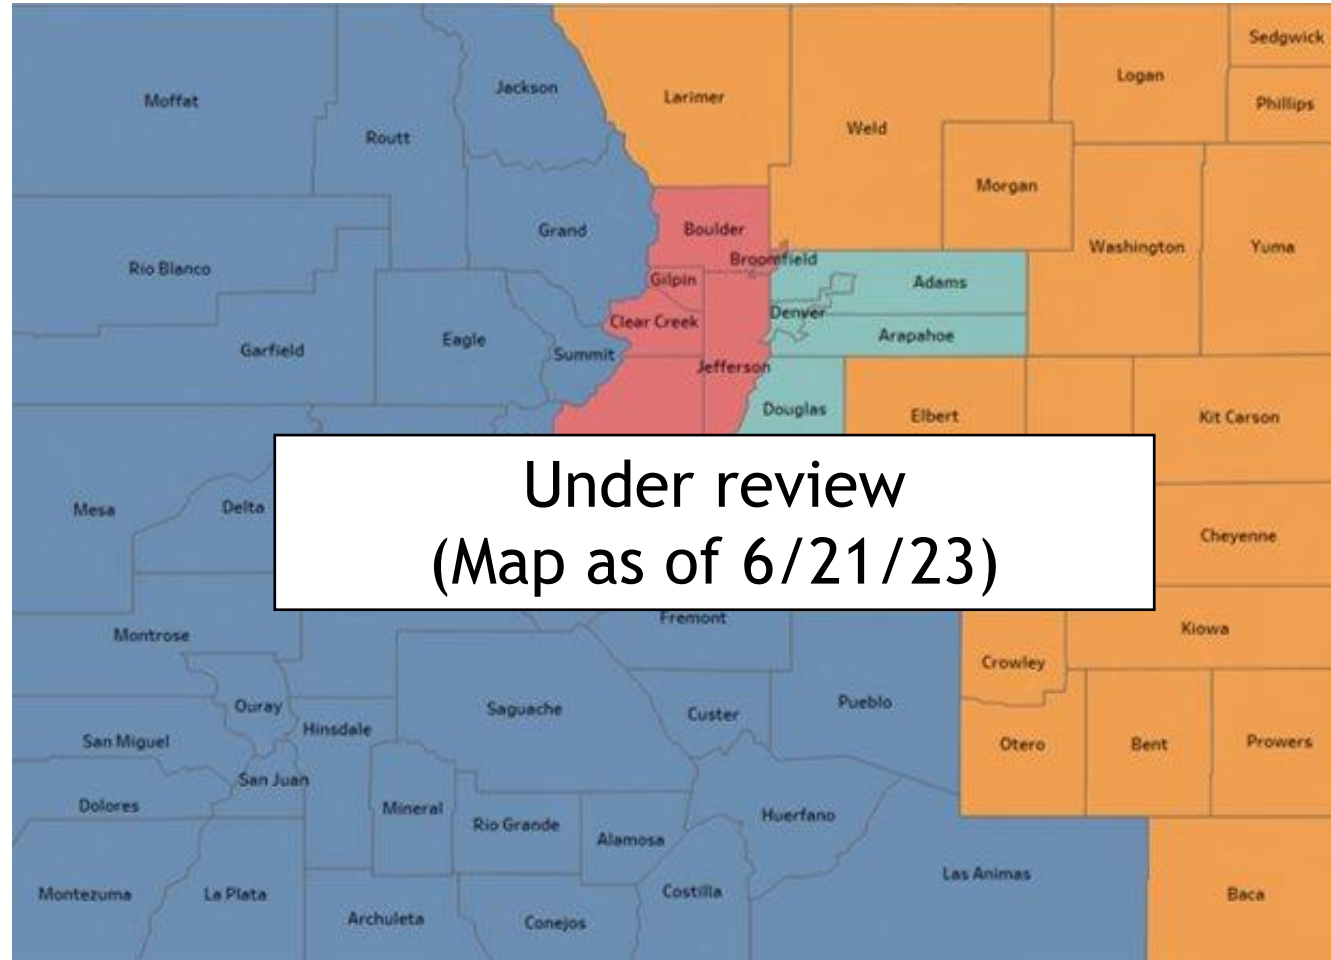 Sedgwick
Logan
Jackson
Larimer
Moffat
Phillips
Weld
Routt
Morgan
Grand
Boulder
Washington
Yuma
Broomfield
Rio Blanco
Gilpin
Adams
Denver
Clear Creek
Arapahoe
Eagle
Garfield
Summit
Jefferson
Douglas
Elbert
Kit Carson
Under review
(Map as of 6/21/23)
Mesa
Delta
Cheyenne
Fremont
Montrose
Kiowa
Crowley
Ouray
Saguache
Pueblo
Custer
Hinsdale
San Miguel
Otero
Bent
Prowers
San Juan
Dolores
Mineral
Huerfano
Rio Grande
Alamosa
Las Animas
Montezuma
La Plata
Costilla
Baca
Archuleta
Conejos